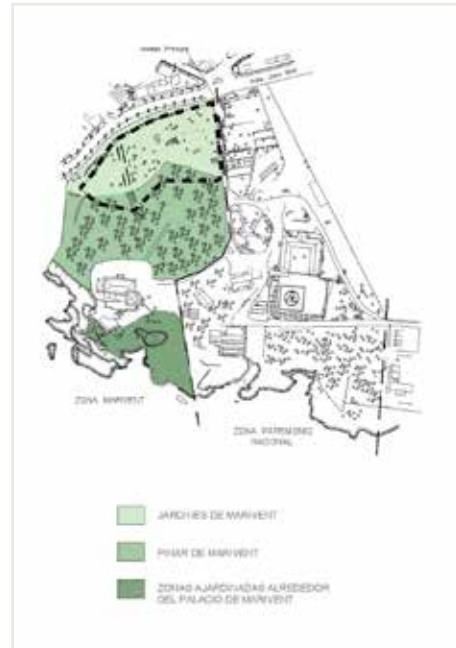 ZONA MARIVENT
ZONA PATRIMONIO
NACIONAL
JARDINES DE MARIVENT
PINAR DE MARIVENT
ZONAS AJARDINADAS ALREDEDOR
DEL PALACIO DE MARIVENT